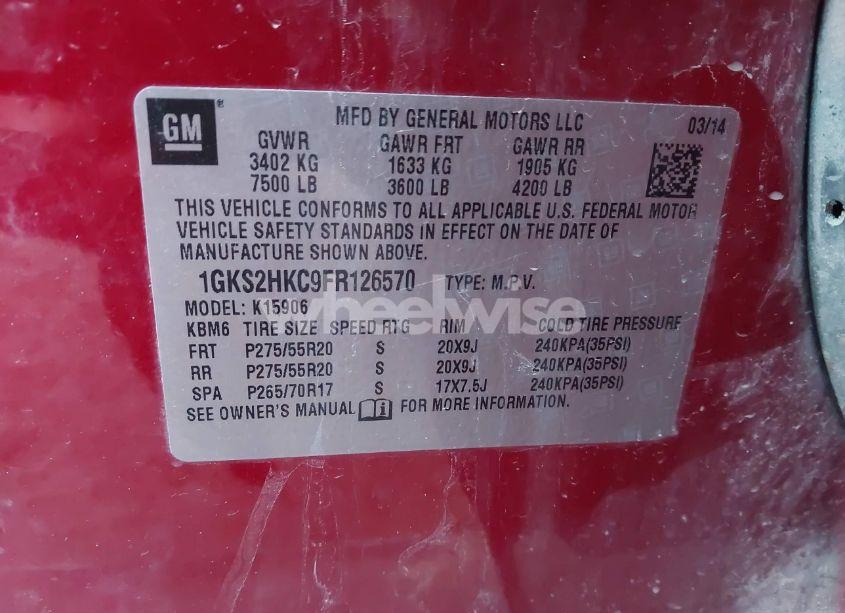 GM ®
MFD BY GENERAL MOTORS LLC 03/14
GVWR GAWR FRT GAWR RR
3402 KG 1633 KG 1905 KG
7500 LB 3600 LB 4200 LB
THIS VEHICLE CONFORMS TO ALL APPLICABLE U.S. FEDERAL MOTOR
VEHICLE SAFETY STANDARDS IN EFFECT ON THE DATE OF
MANUFACTURE SHOWN ABOVE.
1GKS2HKC9FR126570 TYPE: M.P.V.
MODEL: K15906
wheelwise
KBM6 TIRE SIZE SPEED RTG RIM COLD TIRE PRESSURE
FRT P275/55R20 S 20X9J 240KPA(35PSI)
RR P275/55R20 S 20X9J 240KPA(35PSI)
SPA P265/70R17 S 17X7.5J 240KPA(35PSI)
SEE OWNER'S MANUAL i FOR MORE INFORMATION.